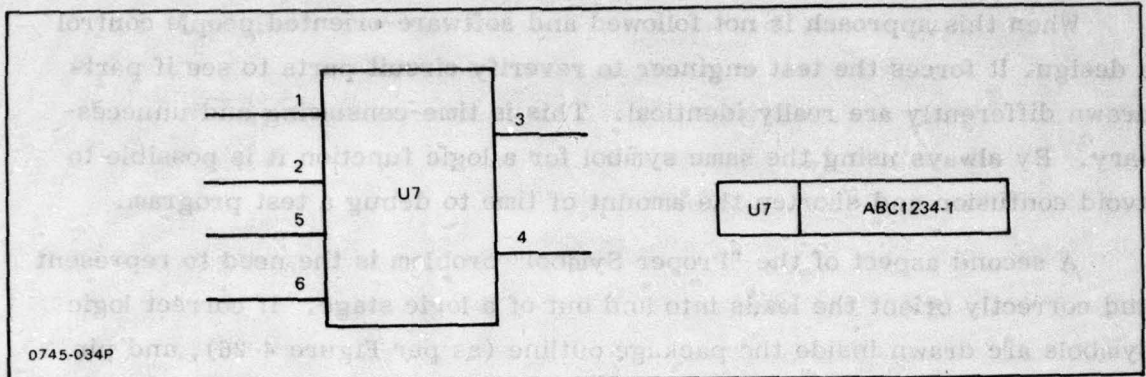 When this approach is not followed and software-oriented people control
design. It forces the test engineer to reverify circuit parts to see if parts
1
drawn differently are really identical. This is time-consuming and unneces-
3
sary. By always using the same symbol for a logic function it is possible to
2
U7
U7 ABC1234-1
avoid confusion and shorten the amount of time to debug a test program.
5
4
A second aspect of the "Proper Symbol" problem is the need to represent
and correctly orient the leads into and out of a logic stage. If correct logic
6
symbols are drawn inside the package outline (as per Figure 4-26), and
0745-034P